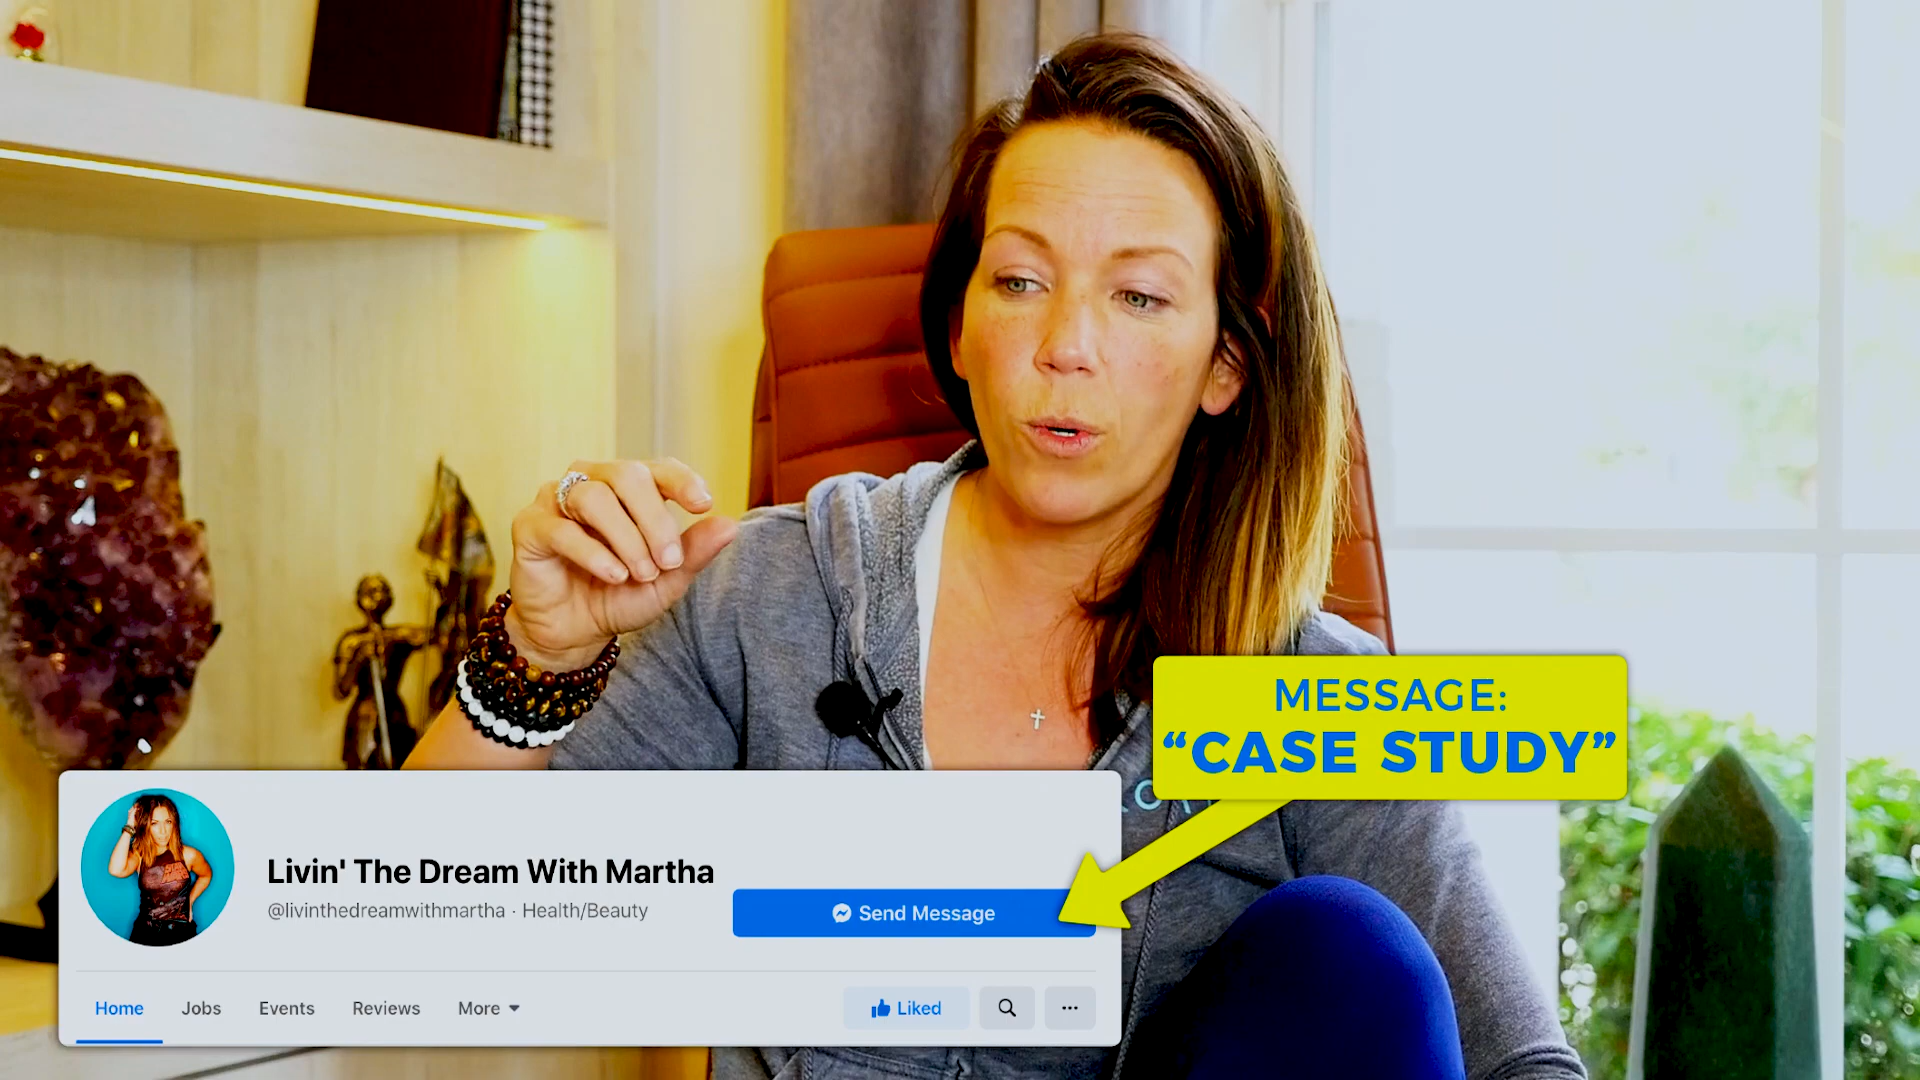 MESSAGE:
“CASE STUDY”
Livin' The Dream With Martha
@livinthedreamwithmartha · Health/Beauty
Send Message
Home Jobs Events Reviews More
Liked